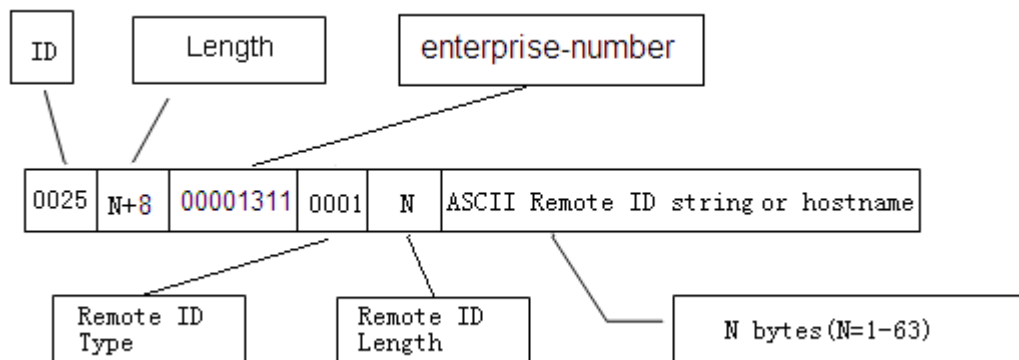 ID
Length
enterprise-number
0025
N+8
00001311
0001
N
ASCII Remote ID string or hostname
Remote ID
Type
Remote ID
Length
N bytes(N=1-63)